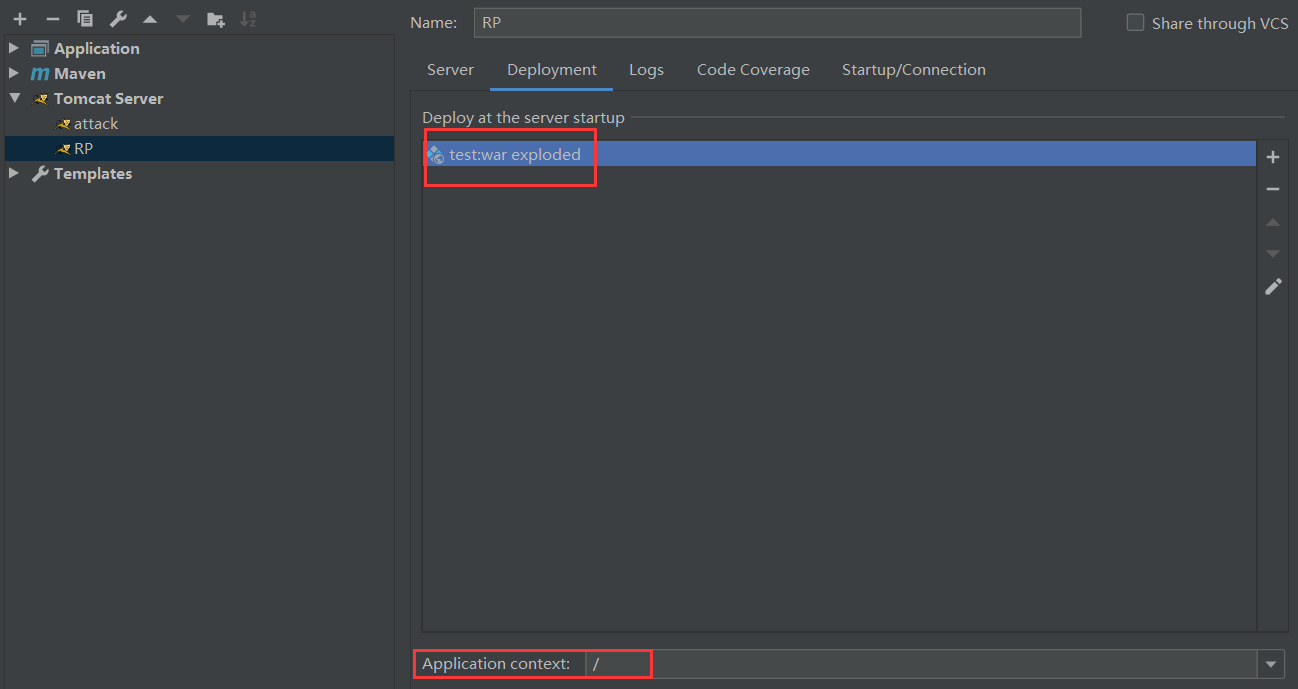 Name: RP Share through VCS
Application
Maven
Tomcat Server
attack
RP
Templates
Server Deployment Logs Code Coverage Startup/Connection
Deploy at the server startup
test:war exploded
Application context: /